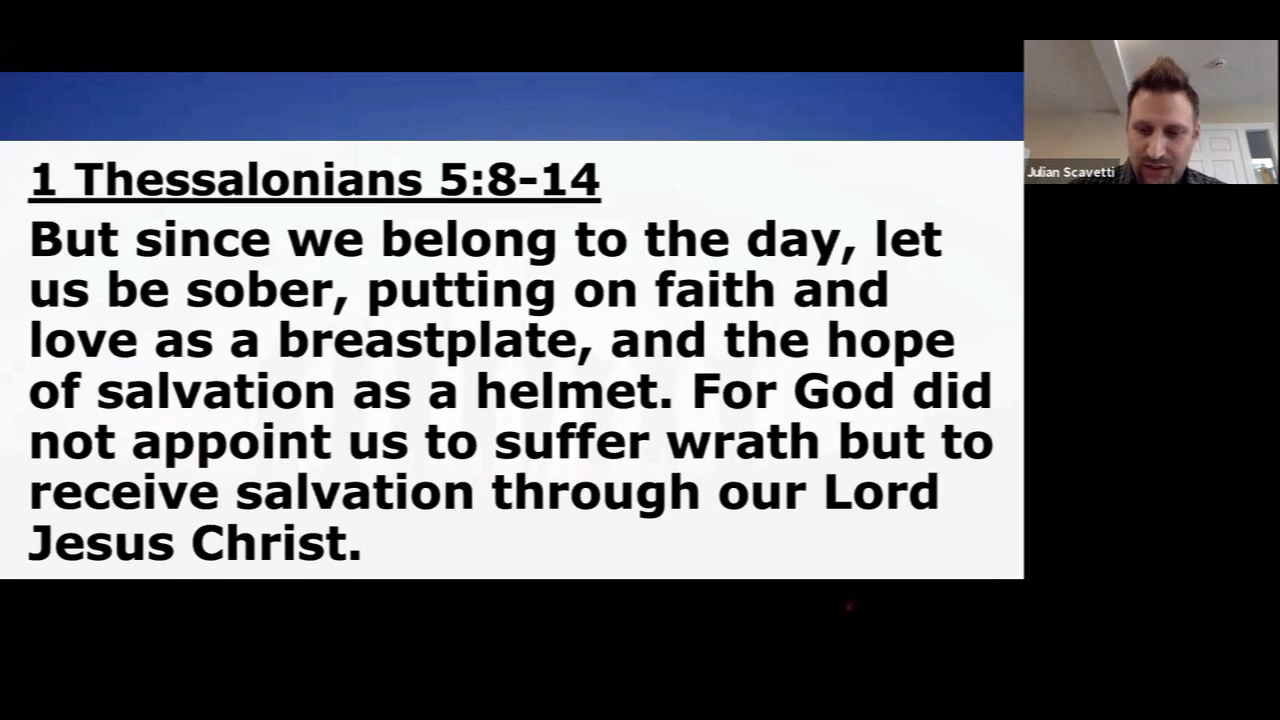 1 Thessalonians 5:8-14
But since we belong to the day, let
us be sober, putting on faith and
love as a breastplate, and the hope
of salvation as a helmet. For God did
not appoint us to suffer wrath but to
receive salvation through our Lord
Jesus Christ.
Julian Scavetti